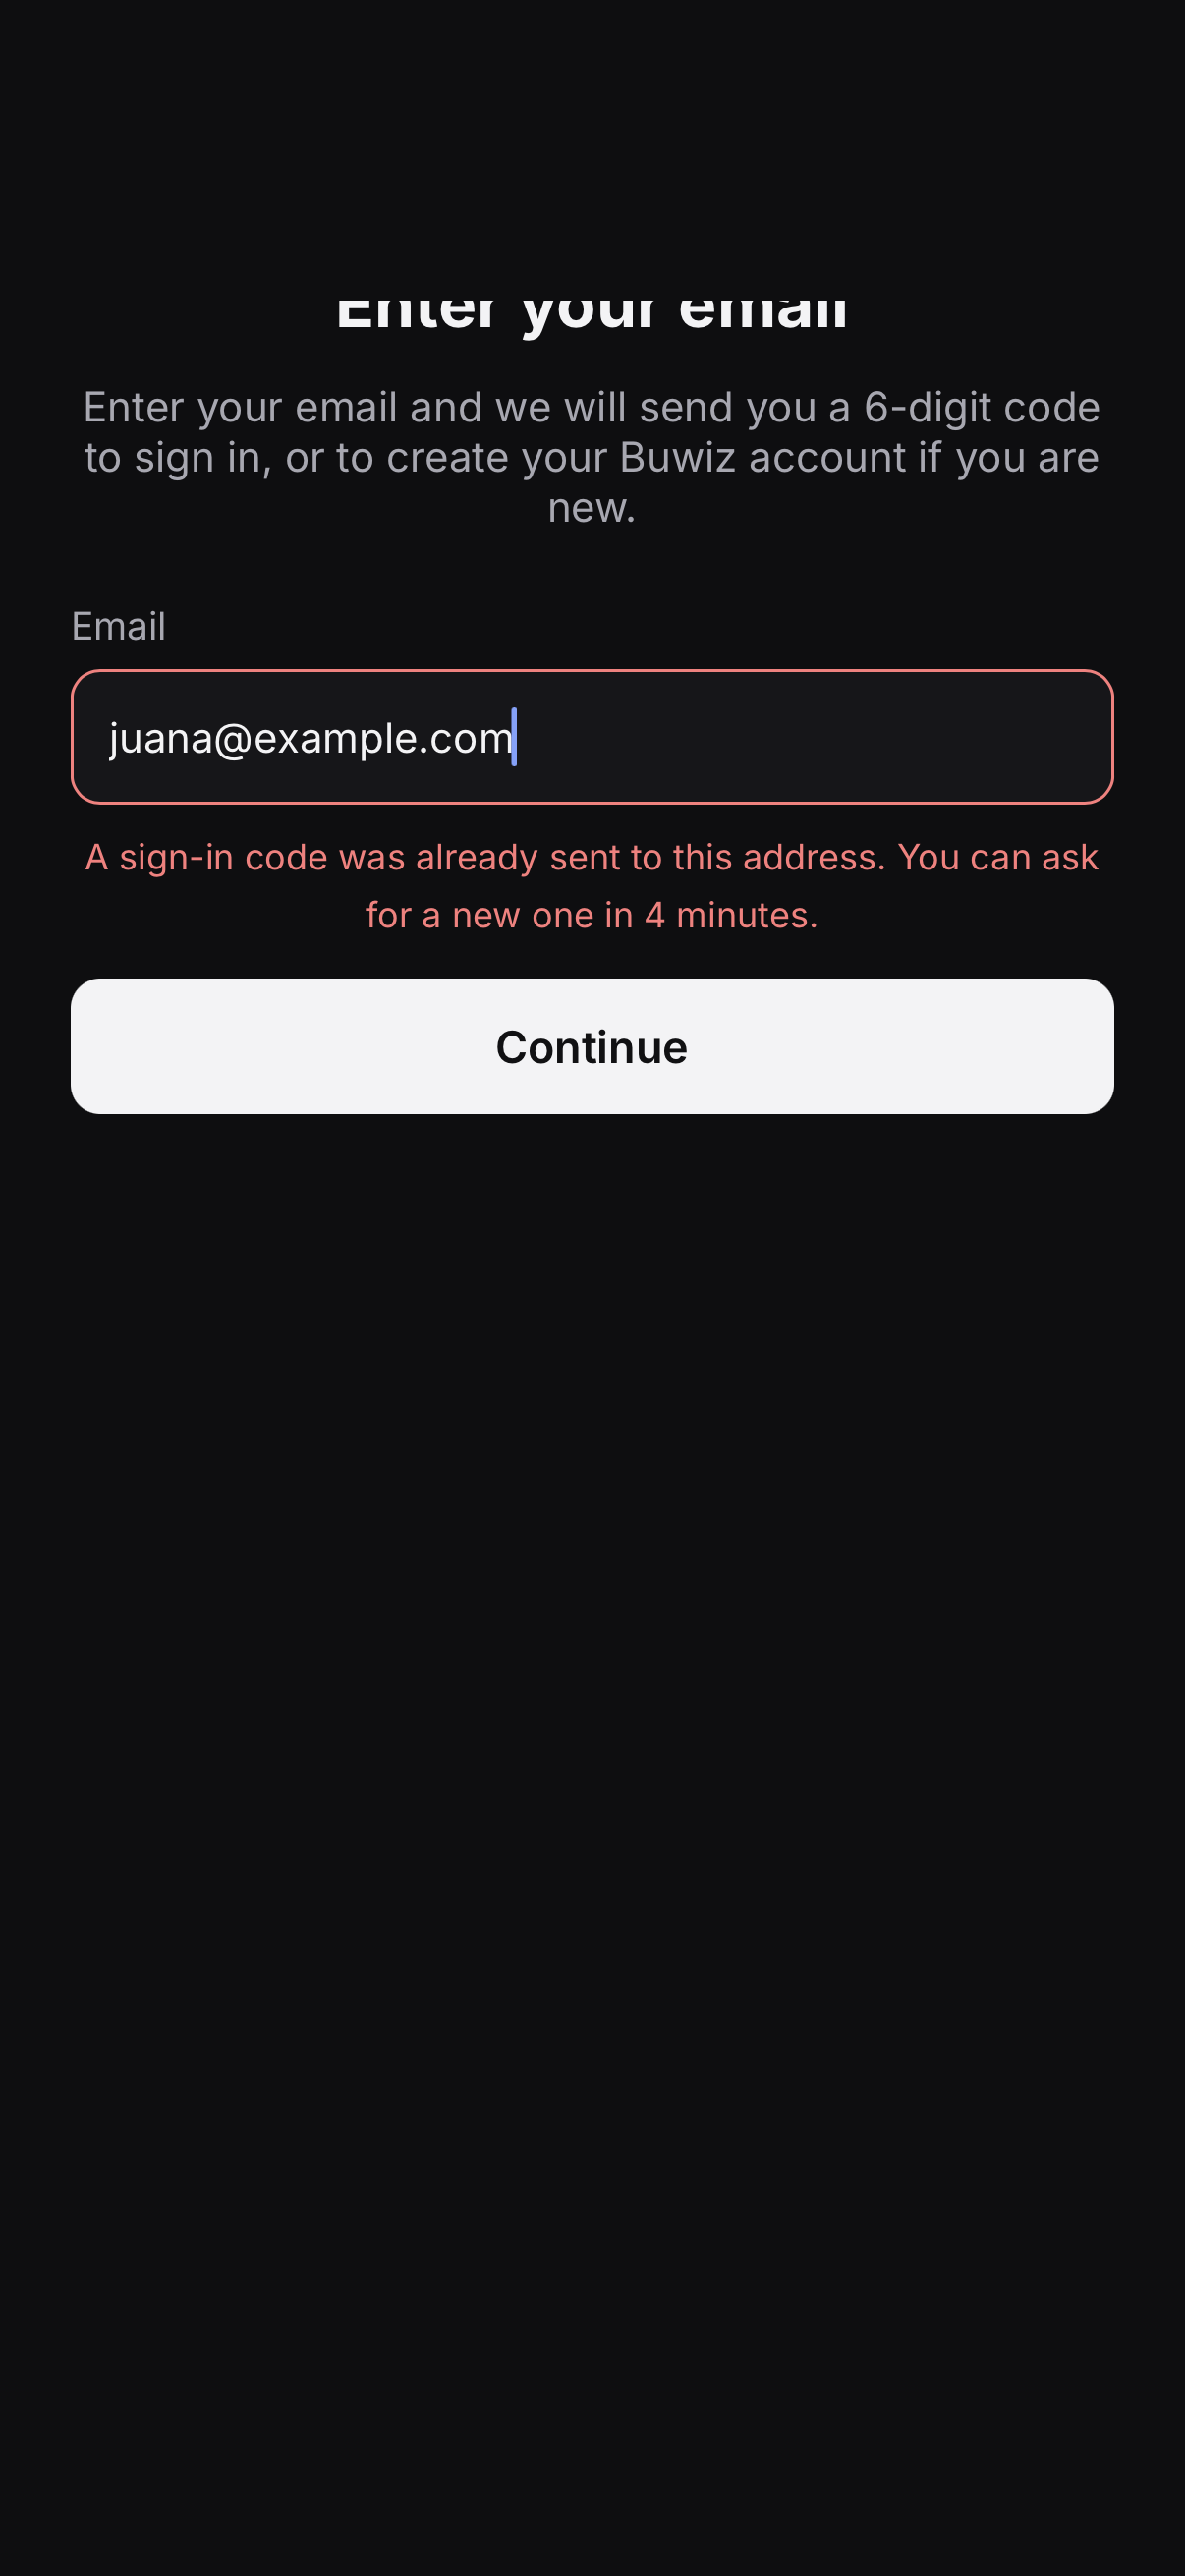 Enter your email
Enter your email and we will send you a 6-digit code
to sign in, or to create your Buwiz account if you are
new.
Email
juana@example.com
A sign-in code was already sent to this address. You can ask
for a new one in 4 minutes.
Continue